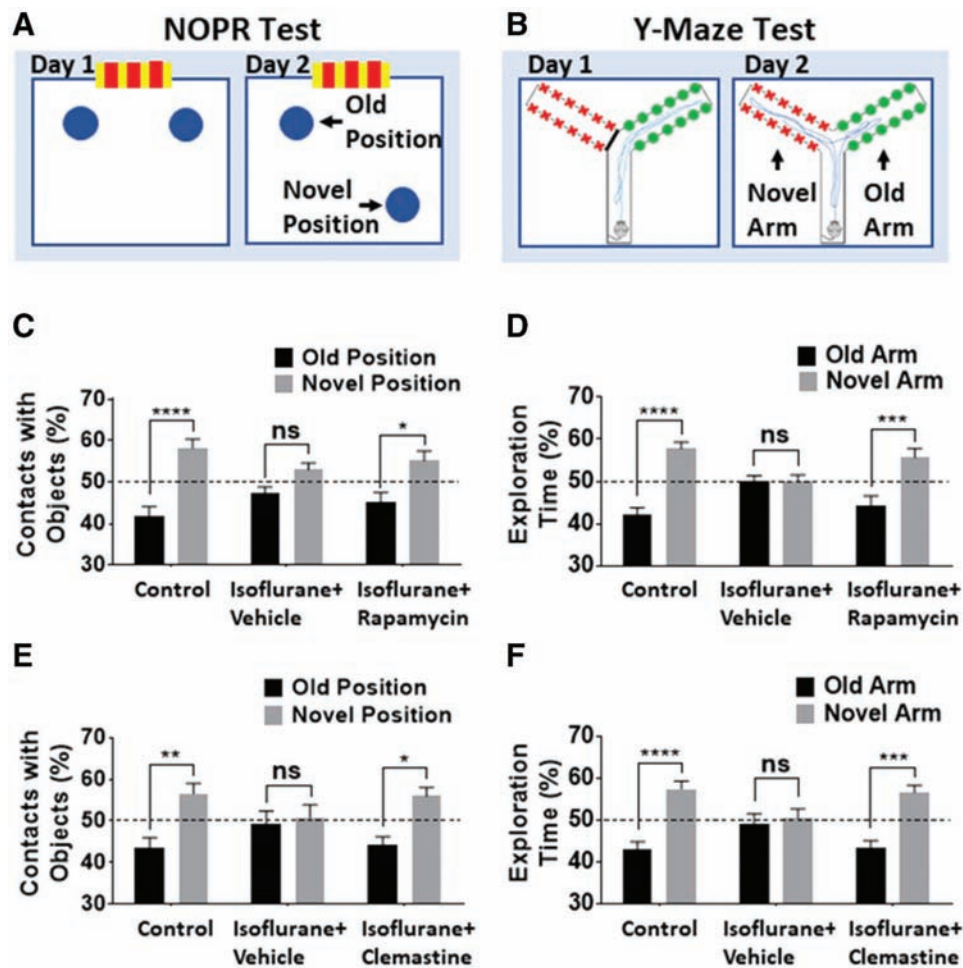 A
NOPR Test
Day 1
Day 2
Old
Position
Novel
Position
B
Y-Maze Test
Day 1
Day 2
Novel
Arm
Old
Arm
C
Old Position
Novel Position
Contacts with
Objects (%)
70
60
50
40
30
****
ns
*
Control
Isoflurane+
Vehicle
Isoflurane+
Rapamycin
D
Old Arm
Novel Arm
Exploration
Time (%)
70
60
50
40
30
****
ns
***
Control
Isoflurane+
Vehicle
Isoflurane+
Rapamycin
E
Old Position
Novel Position
Contacts with
Objects (%)
70
60
50
40
30
**
ns
*
Control
Isoflurane+
Vehicle
Isoflurane+
Clemastine
F
Old Arm
Novel Arm
Exploration
Time (%)
70
60
50
40
30
****
ns
***
Control
Isoflurane+
Vehicle
Isoflurane+
Clemastine